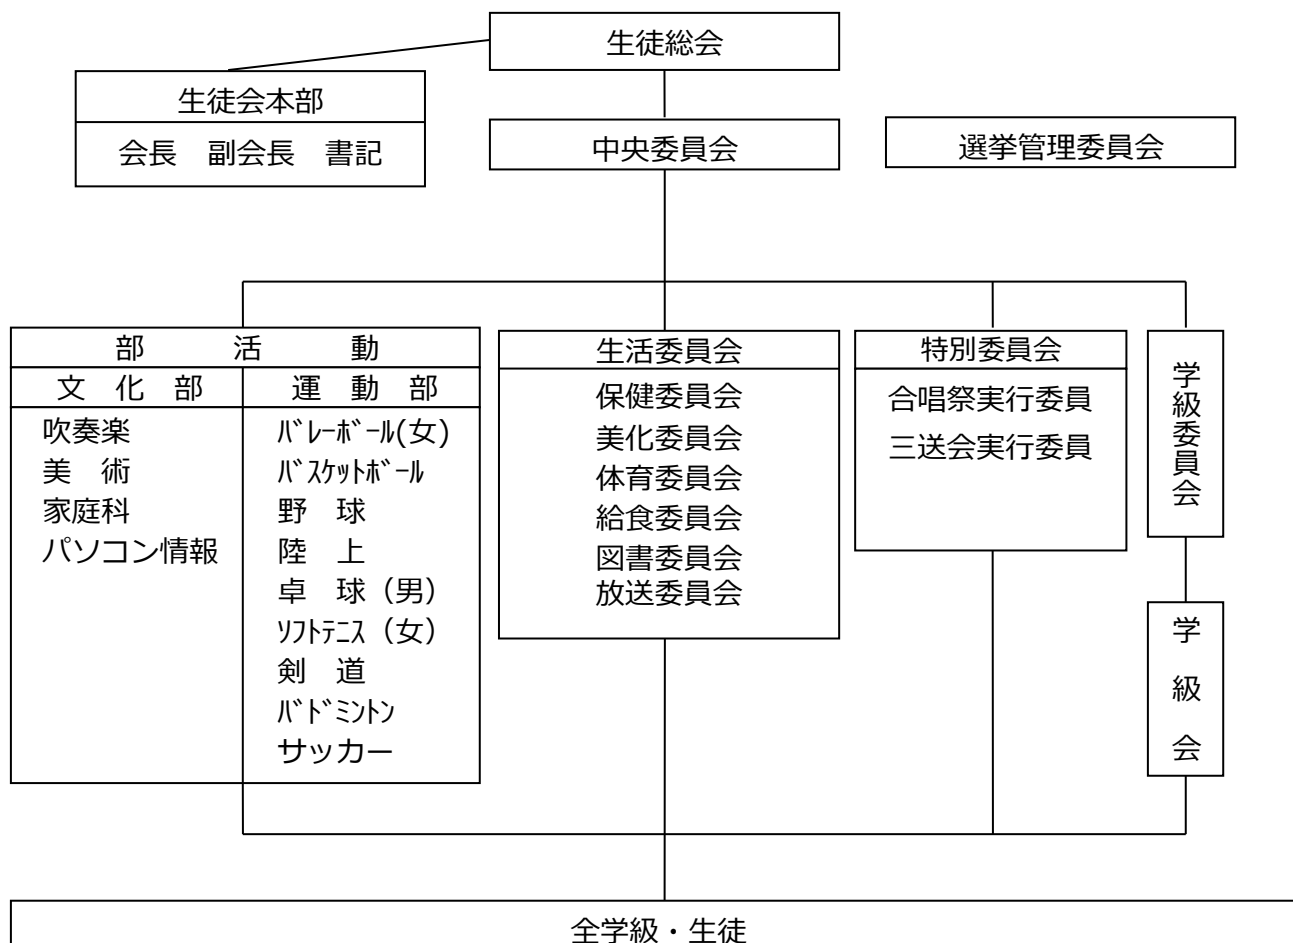 生徒総会
生徒会本部
会長　副会長　書記
中央委員会
選挙管理委員会
部　活　動
文　化　部
吹奏楽
美　術
家庭科
パソコン情報
運　動　部
ﾊﾞﾚｰﾎﾞｰﾙ(女)
ﾊﾞｽｹｯﾄﾎﾞｰﾙ
野　球
陸　上
卓　球（男）
ｿﾌﾄﾃﾆｽ（女）
剣　道
ﾊﾞﾄﾞﾐﾝﾄﾝ
サッカー
生活委員会
保健委員会
美化委員会
体育委員会
給食委員会
図書委員会
放送委員会
特別委員会
合唱祭実行委員
三送会実行委員
学級委員会
学級会
全学級・生徒